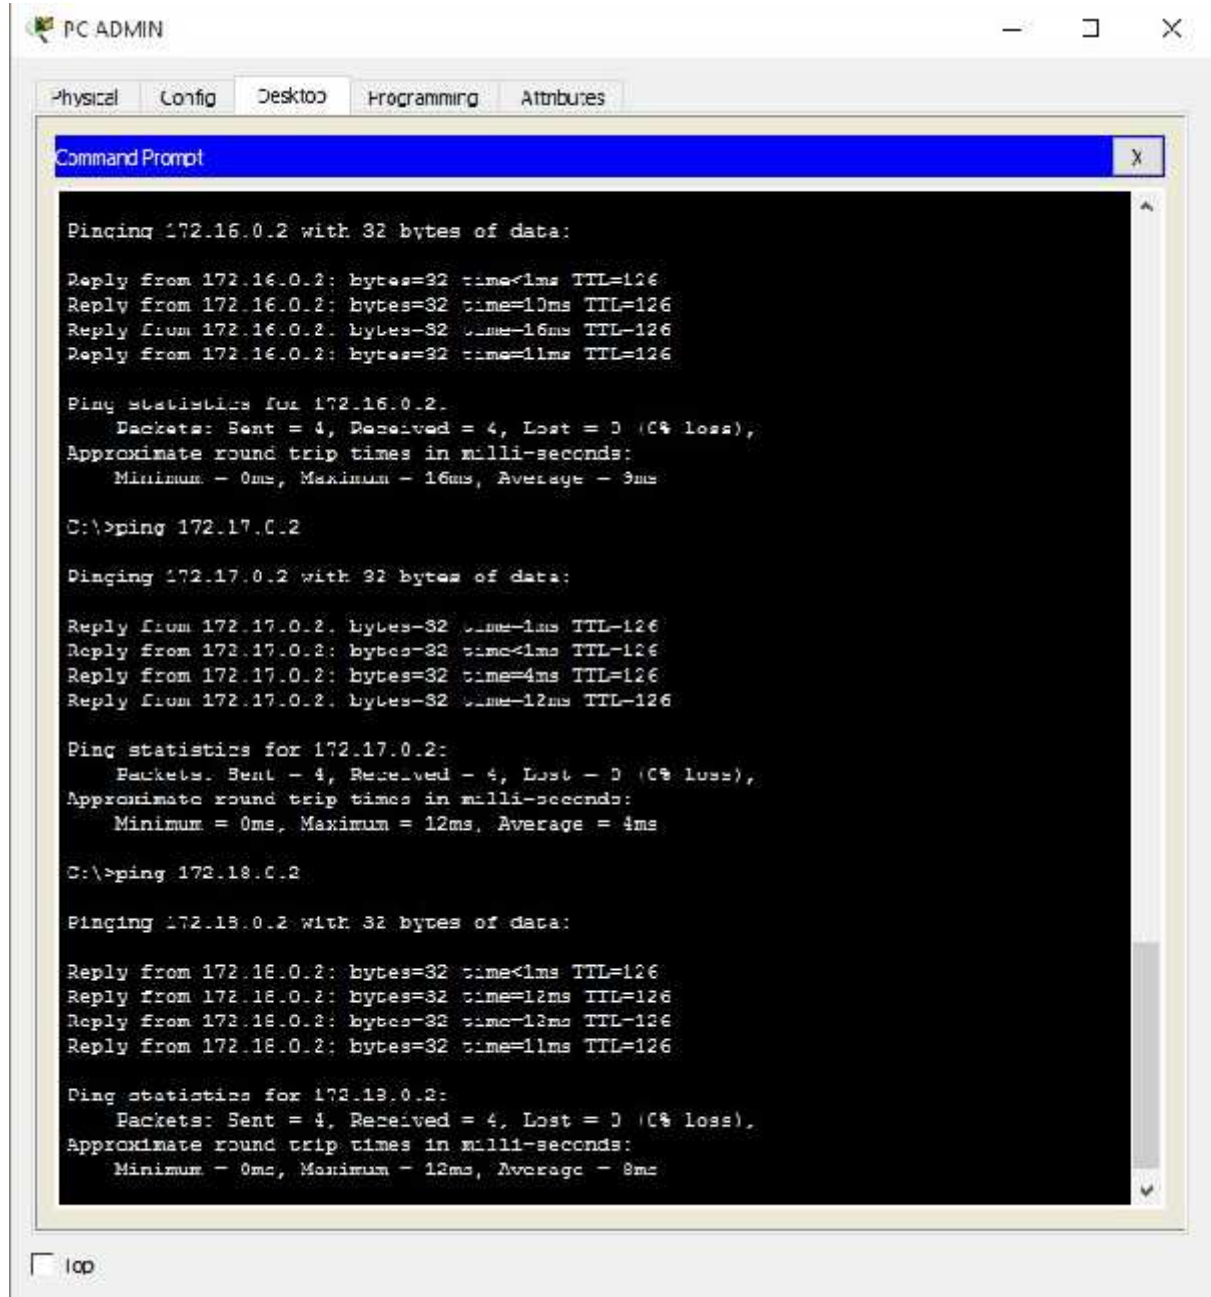 PC ADMIN
Physical Config Desktop Programming Attributes
Command Prompt X
Pinging 172.16.0.2 with 32 bytes of data:
Reply from 172.16.0.2: bytes=32 time<1ms TTL=126
Reply from 172.16.0.2: bytes=32 time=10ms TTL=126
Reply from 172.16.0.2: bytes=32 time=16ms TTL=126
Reply from 172.16.0.2: bytes=32 time=11ms TTL=126
Ping statistics for 172.16.0.2:
Packets: Sent = 4, Received = 4, Lost = 0 (0% loss),
Approximate round trip times in milli-seconds:
Minimum = 0ms, Maximum = 16ms, Average = 9ms
C:\>ping 172.17.0.2
Pinging 172.17.0.2 with 32 bytes of data:
Reply from 172.17.0.2: bytes=32 time=1ms TTL=126
Reply from 172.17.0.2: bytes=32 time<1ms TTL=126
Reply from 172.17.0.2: bytes=32 time=4ms TTL=126
Reply from 172.17.0.2: bytes=32 time=12ms TTL=126
Ping statistics for 172.17.0.2:
Packets: Sent = 4, Received = 4, Lost = 0 (0% loss),
Approximate round trip times in milli-seconds:
Minimum = 0ms, Maximum = 12ms, Average = 4ms
C:\>ping 172.18.0.2
Pinging 172.18.0.2 with 32 bytes of data:
Reply from 172.18.0.2: bytes=32 time<1ms TTL=126
Reply from 172.18.0.2: bytes=32 time=12ms TTL=126
Reply from 172.18.0.2: bytes=32 time=12ms TTL=126
Reply from 172.18.0.2: bytes=32 time=11ms TTL=126
Ping statistics for 172.18.0.2:
Packets: Sent = 4, Received = 4, Lost = 0 (0% loss),
Approximate round trip times in milli-seconds:
Minimum = 0ms, Maximum = 12ms, Average = 8ms
Top